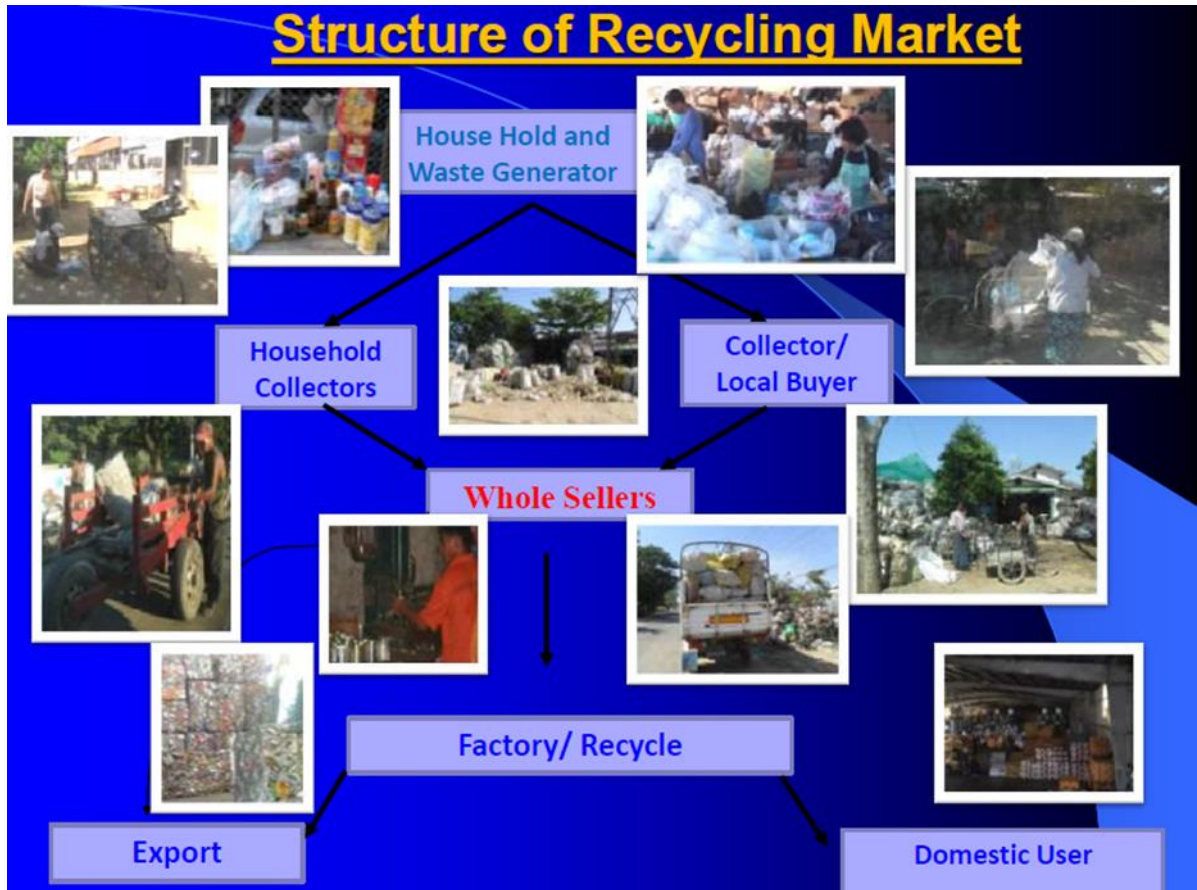 Structure of Recycling Market
House Hold and
Waste Generator
Household
Collectors
Collector/
Local Buyer
Whole Sellers
Factory/ Recycle
Export
Domestic User